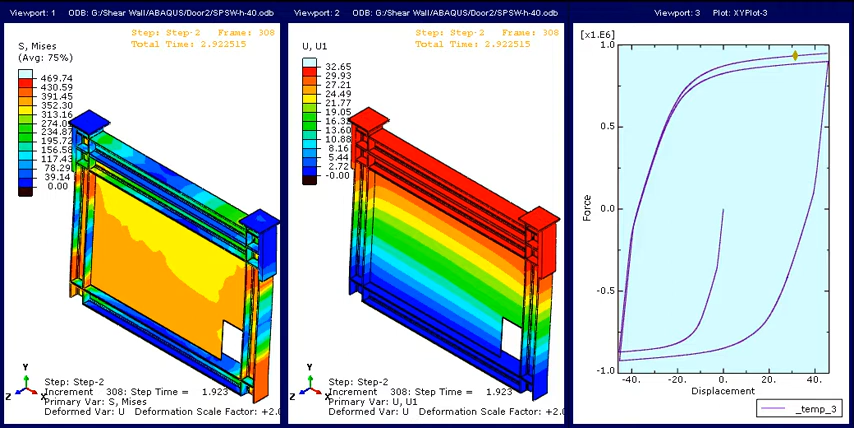 Viewport: 1 ODB: G:/Shear Wall/ABAQUS/Door2/SPSW-h-40.odb
Step: Step-2 Frame: 308
Total Time: 2.922515
S, Mises
(Avg: 75%)
469.74
430.59
391.45
352.30
313.16
274.0
234.87
195.72
156.58
117.43
78.29
39.14
0.00
Y
Z
X
Step: Step-2
Increment 308: Step Time = 1.923
Primary Var: S, Mises
Deformed Var: U Deformation Scale Factor: +2.0
Viewport: 2 ODB: G:/Shear Wall/ABAQUS/Door2/SPSW-h-40.odb
Step: Step-2 Frame: 308
Total Time: 2.922515
U, U1
32.65
29.93
27.21
24.49
21.77
19.05
16.3
13.60
10.88
8.16
5.44
2.72
-0.00
Y
Z
X
Step: Step-2
Increment 308: Step Time = 1.923
Primary Var: U, U1
Deformed Var: U Deformation Scale Factor: +2.0
Viewport: 3 Plot: XYPlot-3
[x1.E6]
1.0
0.5
0.0
-0.5
-1.0
Force
-40. -20. 0. 20. 40.
Displacement
_temp_3